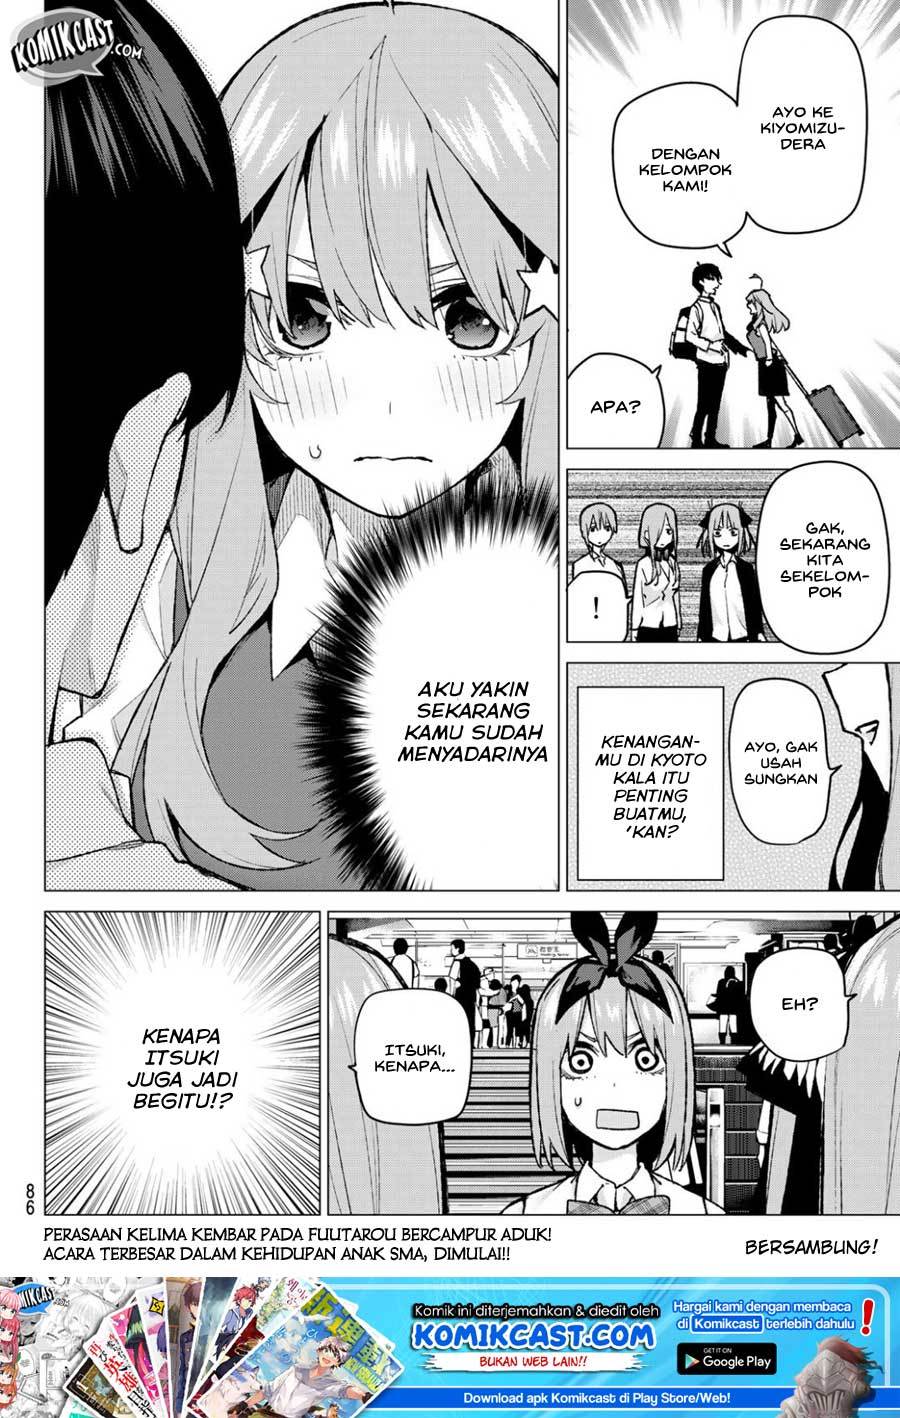 KOMIKCAST.COM
AYO KE
KIYOMIZU-
DERA
DENGAN
KELOMPOK
KAMI!
APA?
GAK,
SEKARANG
KITA
SEKELOM-
POK
!
KENANGAN-
MU DI KYOTO
KALA ITU
PENTING
BUATMU,
'KAN?
AYO, GAK
USAH
SUNGKAN
AKU YAKIN
SEKARANG
KAMU SUDAH
MENYADARINYA
EH?
ITSUKI,
KENAPA...
KENAPA
ITSUKI
JUGA JADI
BEGITU!?
86
PERASAAN KELIMA KEMBAR PADA FUUTAROU BERCAMPUR ADUK!
ACARA TERBESAR DALAM KEHIDUPAN ANAK SMA, DIMULAI!!
BERSAMBUNG!
Komik ini diterjemahkan & diedit oleh
KOMIKCAST.COM
BUKAN WEB LAIN!!
Hargai kami dengan membaca
di Komikcast terlebih dahulu !
GET IT ON
Google Play
Download apk Komikcast di Play Store/Web!